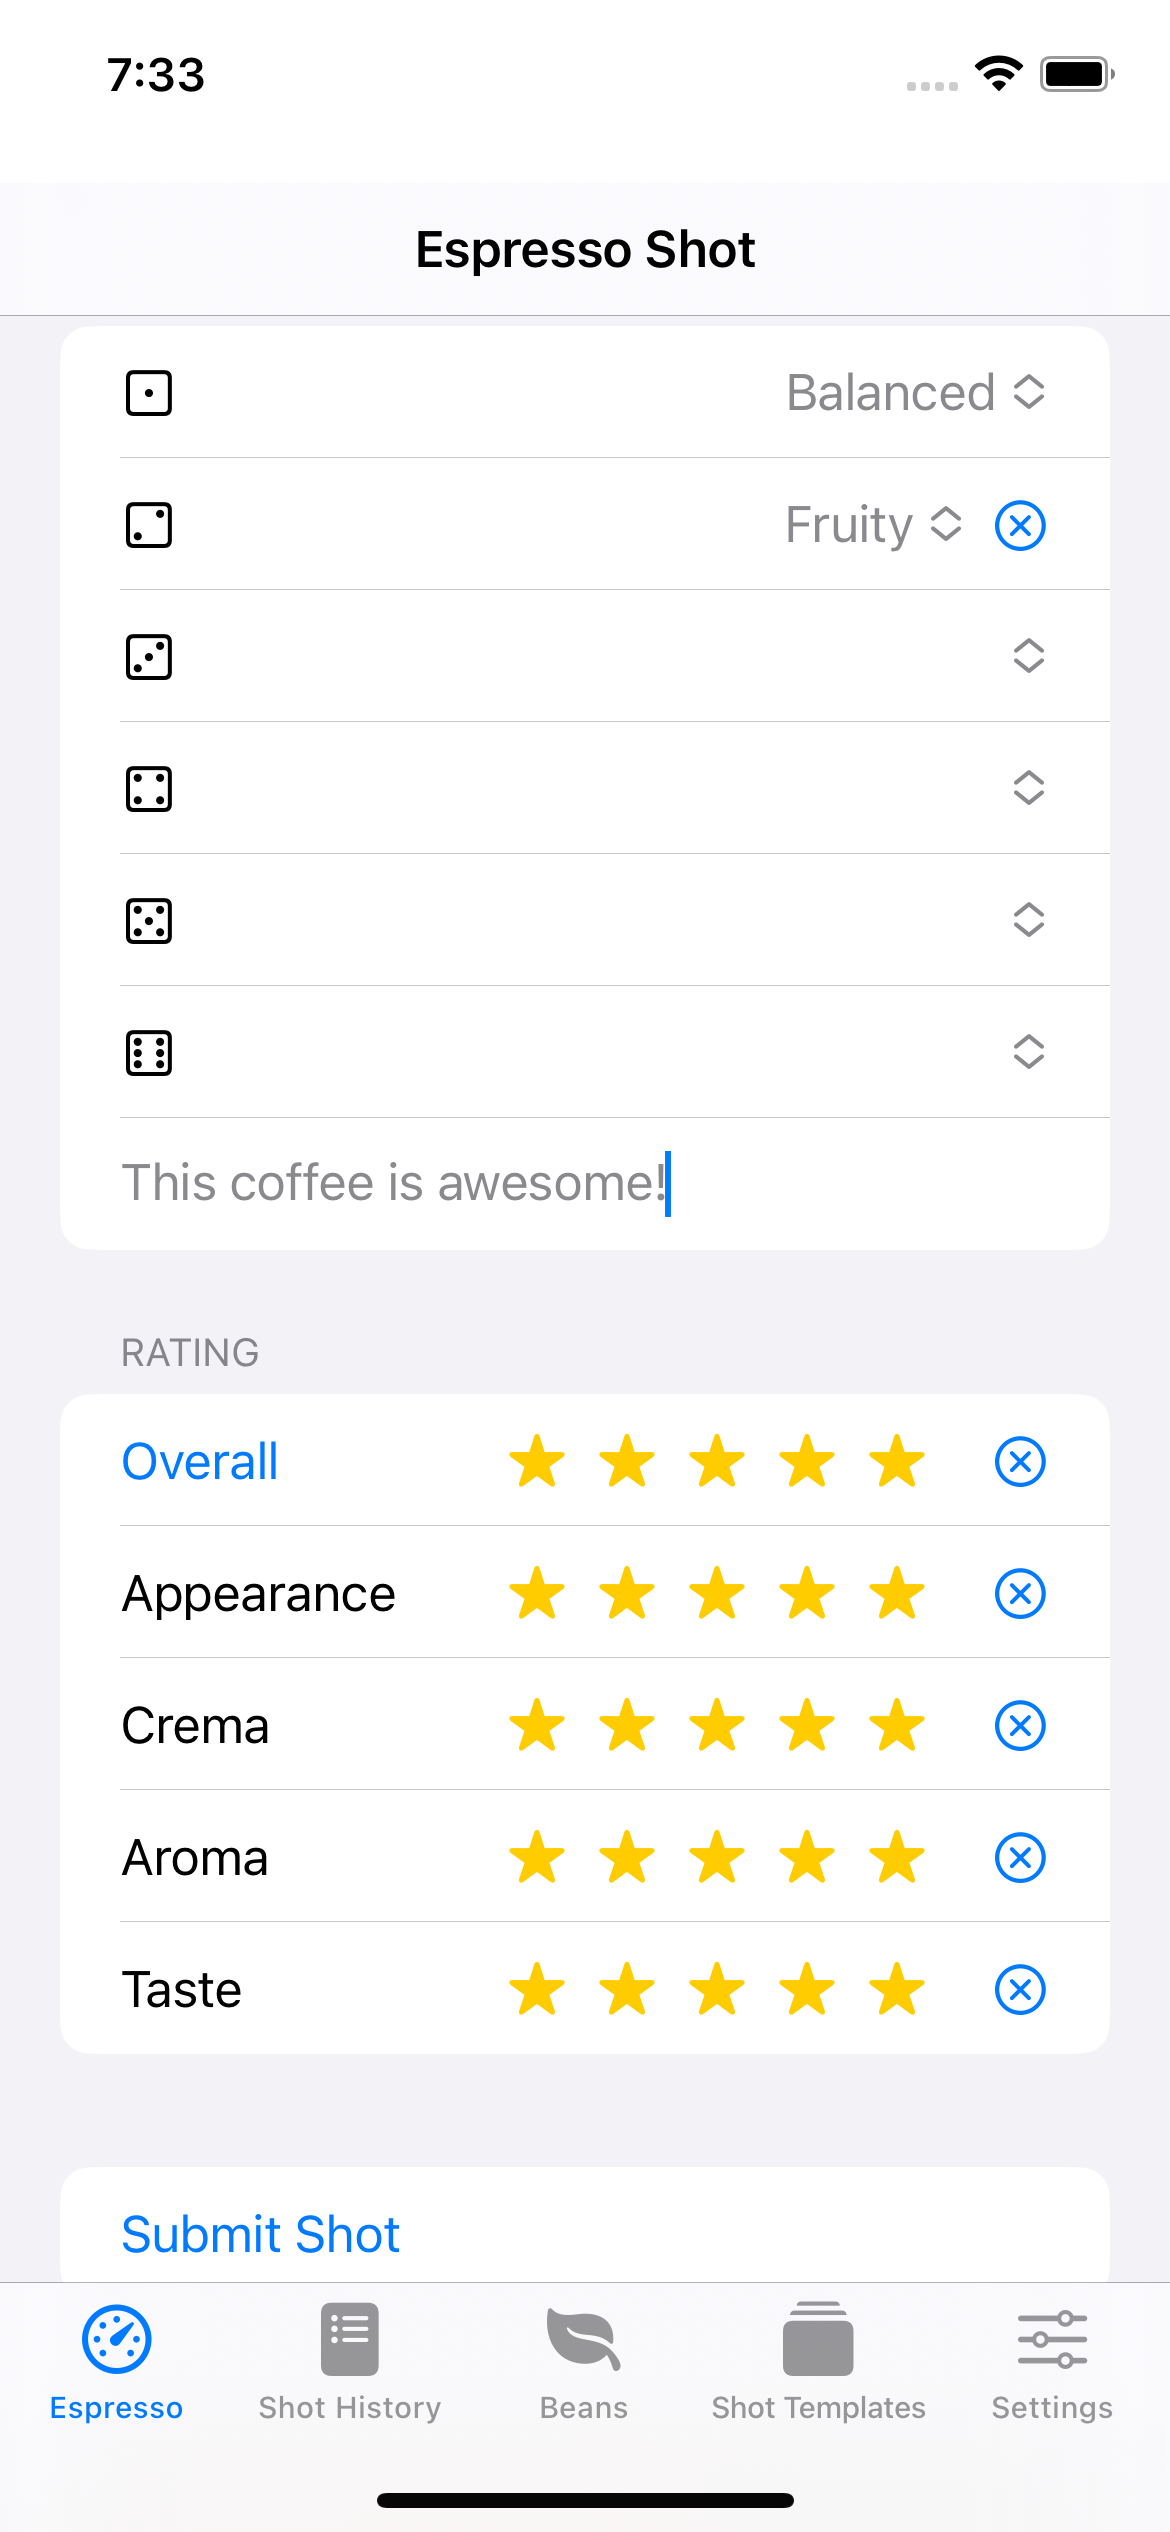 7:33
Espresso Shot
Balanced
Fruity
This coffee is awesome!
RATING
Overall
Appearance
Crema
Aroma
Taste
Submit Shot
Espresso
Shot History
Beans
Shot Templates
Settings